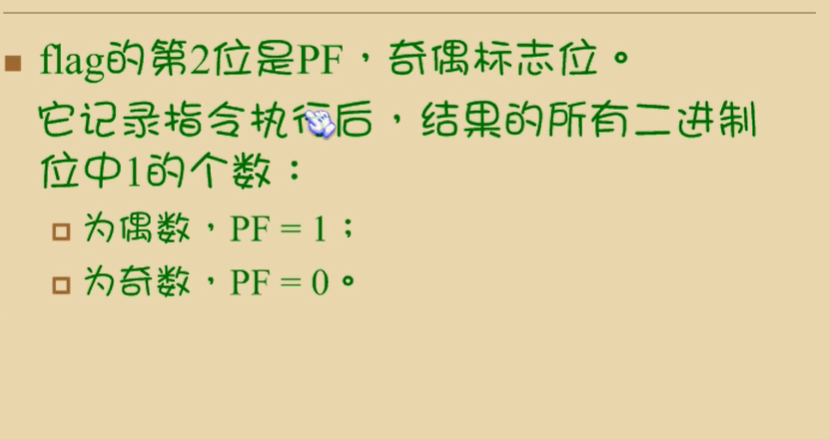 flag的第2位是PF，奇偶标志位。
它记录指令执行后，结果的所有二进制
位中1的个数：
为偶数，PF = 1；
为奇数，PF = 0。